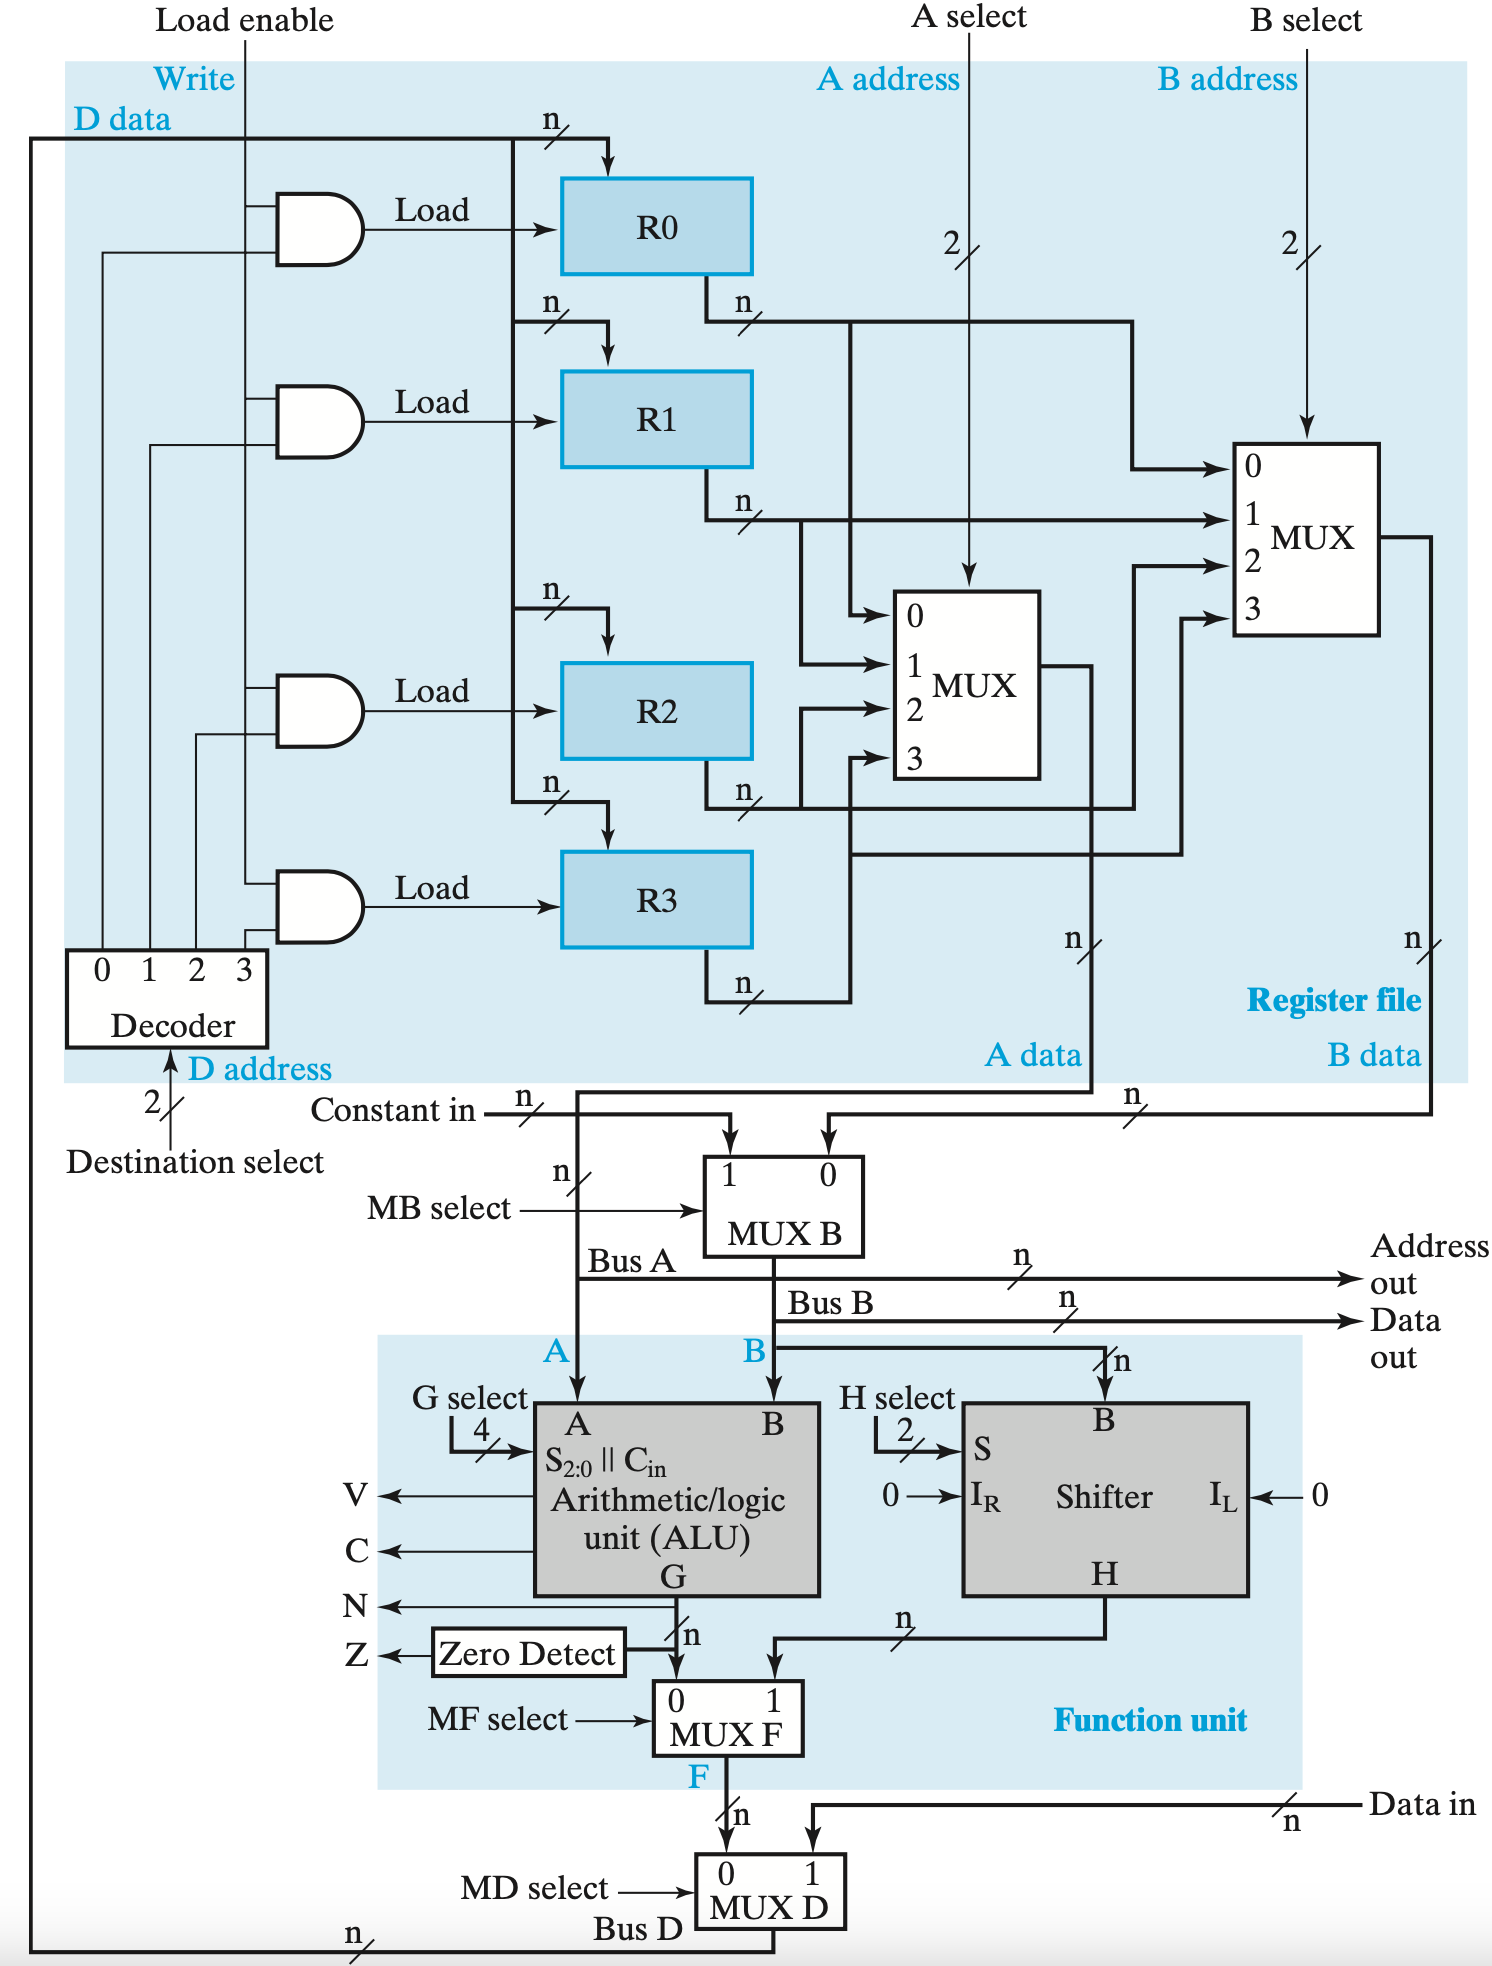 Load enable
A select
B select
Write
A address
B address
D data
n
Load
R0
2
2
n
n
Load
R1
n
0
1
MUX
2
3
n
0
1
MUX
2
3
Load
R2
n
n
Load
R3
n
n
n
0 1 2 3
Decoder
Register file
D address
A data
B data
2
Constant in
n
n
Destination select
n
1 0
MB select
MUX B
Bus A
n
Address
out
Bus B
n
Data
out
A
B
n
G select
4
H select
2
A B
S2:0 || Cin
Arithmetic/logic
unit (ALU)
G
B
S
0
IR Shifter IL
0
H
V
C
N
Z
Zero Detect
n
n
0 1
MF select
MUX F
Function unit
F
n
Data in
n
0 1
MD select
MUX D
Bus D
n